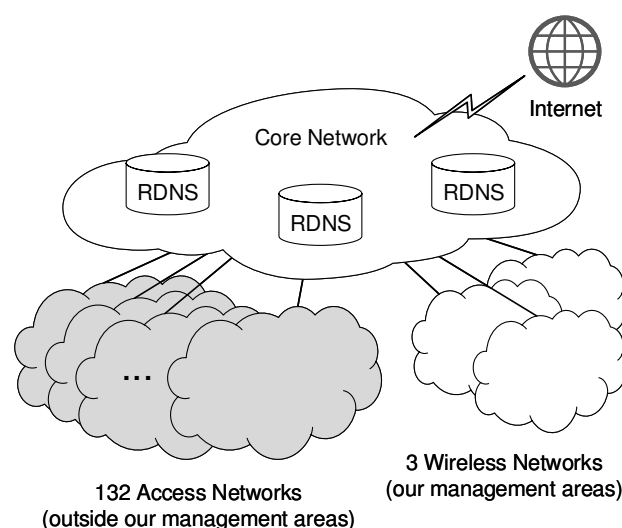 Internet
Core Network
RDNS
RDNS
RDNS
...
3 Wireless Networks
(our management areas)
132 Access Networks
(outside our management areas)